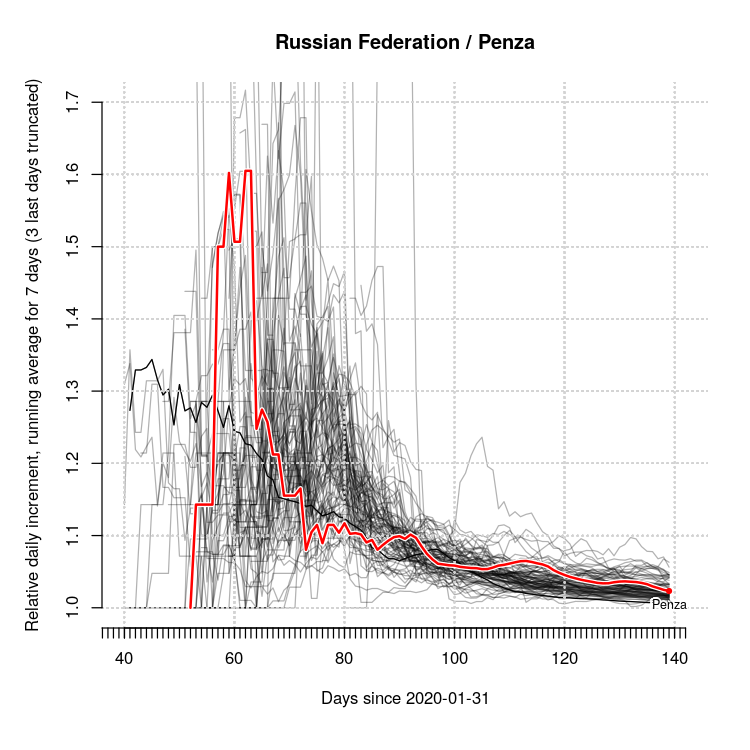 Russian Federation / Penza
Relative daily increment, running average for 7 days (3 last days truncated)
1.7
1.6
1.5
1.4
1.3
1.2
1.1
1.0
Penza
40 60 80 100 120 140
Days since 2020-01-31